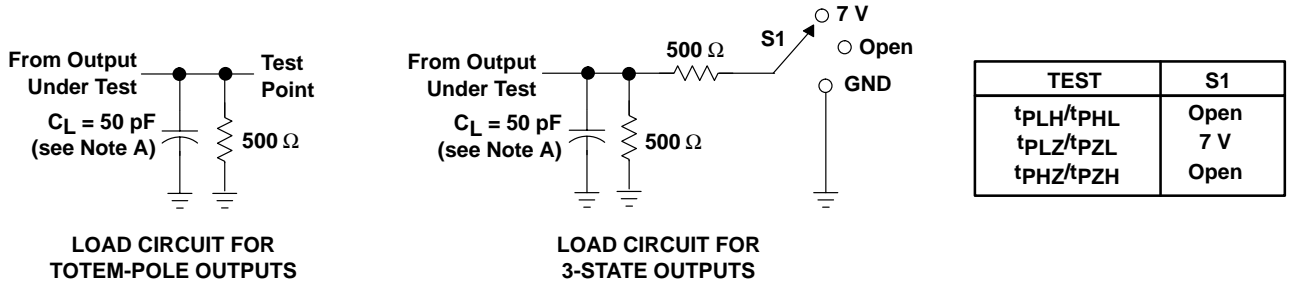 From Output
Under Test
Test
Point
CL = 50 pF
(see Note A)
500 Ω
LOAD CIRCUIT FOR
TOTEM-POLE OUTPUTS
From Output
Under Test
500 Ω
S1
7 V
Open
GND
CL = 50 pF
(see Note A)
500 Ω
LOAD CIRCUIT FOR
3-STATE OUTPUTS
TEST S1
tPLH/tPHL Open
tPLZ/tPZL 7 V
tPHZ/tPZH Open